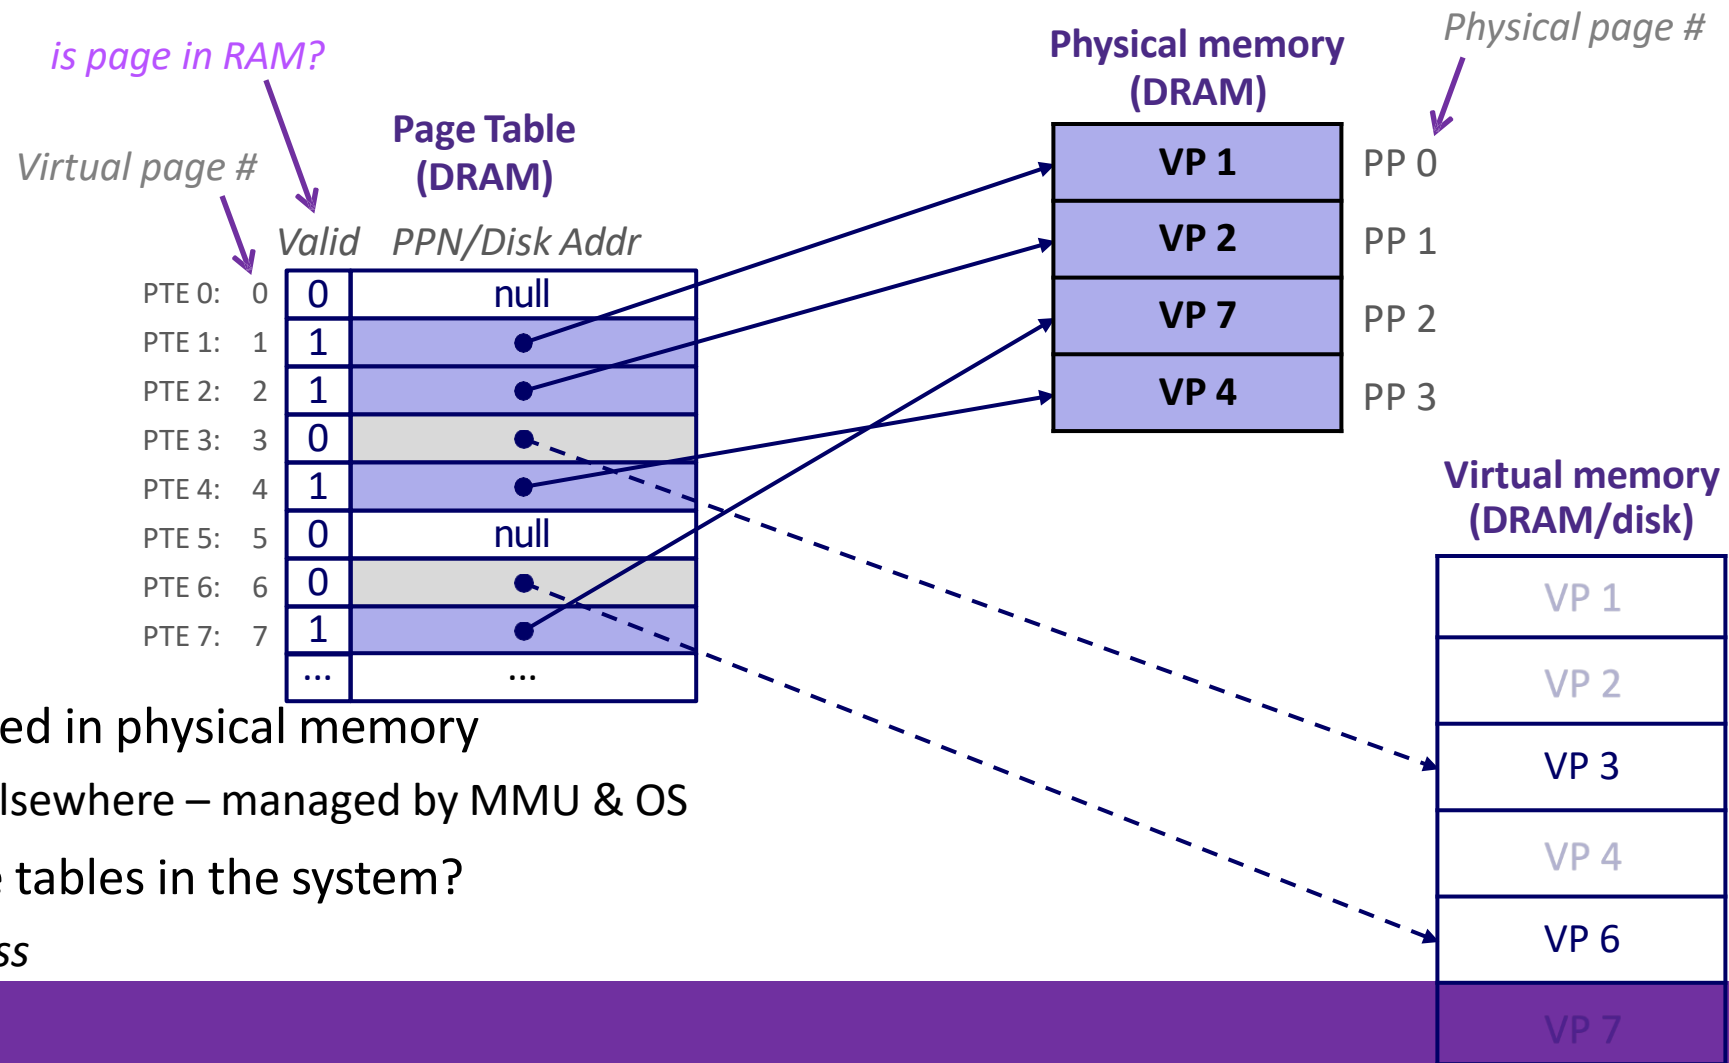 is page in RAM?
Virtual page #
Page Table
(DRAM)
Valid PPN/Disk Addr
PTE 0: 0 0 null
PTE 1: 1 1
PTE 2: 2 1
PTE 3: 3 0
PTE 4: 4 1
PTE 5: 5 0 null
PTE 6: 6 0
PTE 7: 7 1
... ...
Physical memory
(DRAM)
Physical page #
VP 1 PP 0
VP 2 PP 1
VP 7 PP 2
VP 4 PP 3
Virtual memory
(DRAM/disk)
VP 1
VP 2
VP 3
VP 4
VP 6
VP 7
ed in physical memory
lsewhere – managed by MMU & OS
e tables in the system?
ss